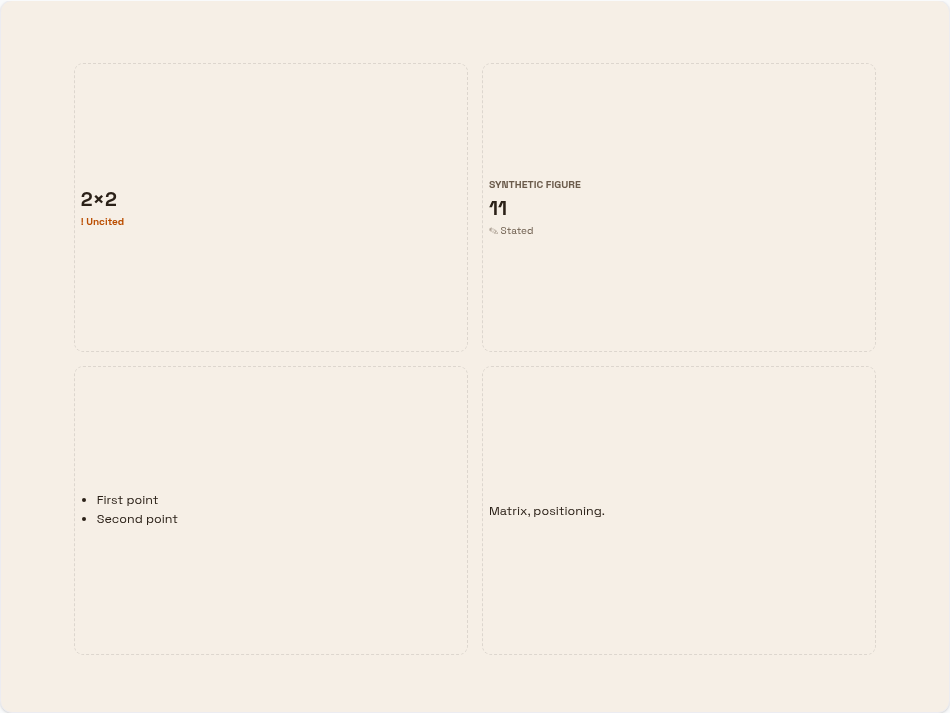 2×2
! Uncited
SYNTHETIC FIGURE
11
✎ Stated
• First point
• Second point
Matrix, positioning.